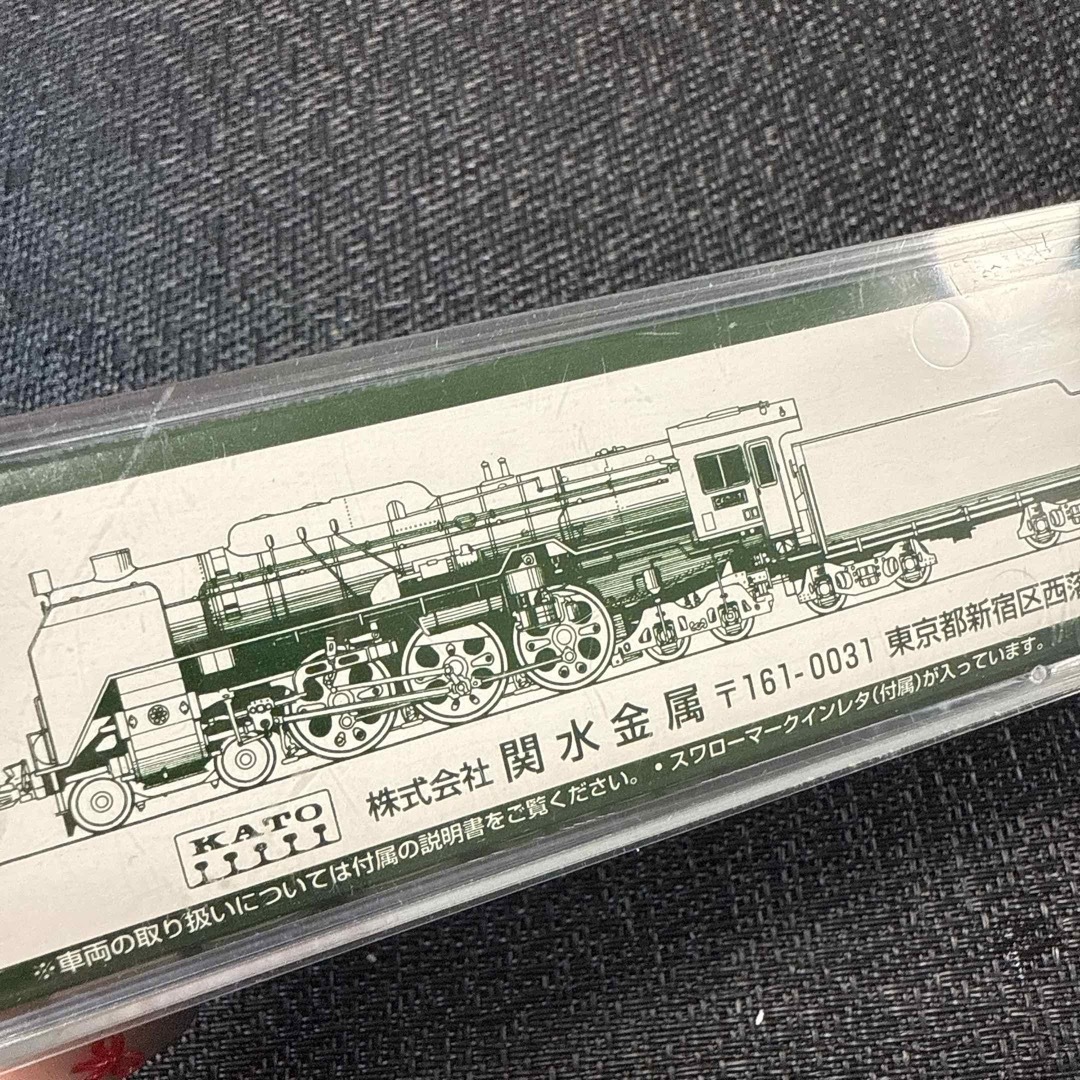 株式会社 関水金属 〒161-0031 東京都新宿区西落
KATO
※車両の取り扱いについては付属の説明書をご覧ください。・スワローマークインレタ(付属)が入っています。